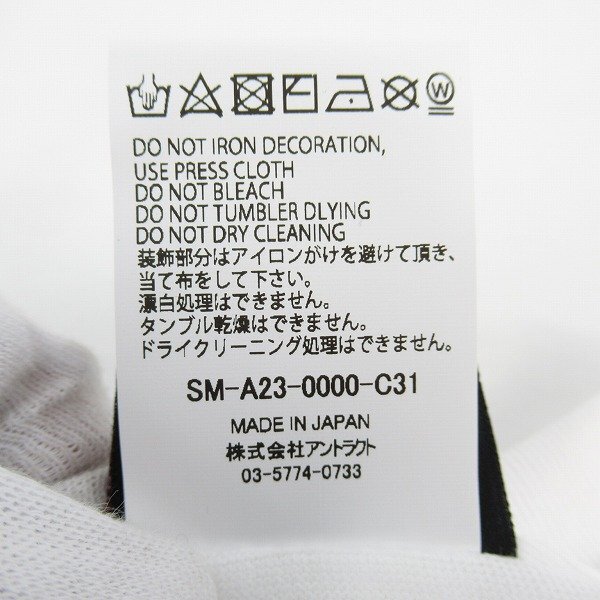 W
DO NOT IRON DECORATION,
USE PRESS CLOTH
DO NOT BLEACH
DO NOT TUMBLER DLYING
DO NOT DRY CLEANING
装飾部分はアイロンがけを避けて頂き、
当て布をして下さい。
漂白処理はできません。
タンブル乾燥はできません。
ドライクリーニング処理はできません。
SM-A23-0000-C31
MADE IN JAPAN
株式会社アントラクト
03-5774-0733